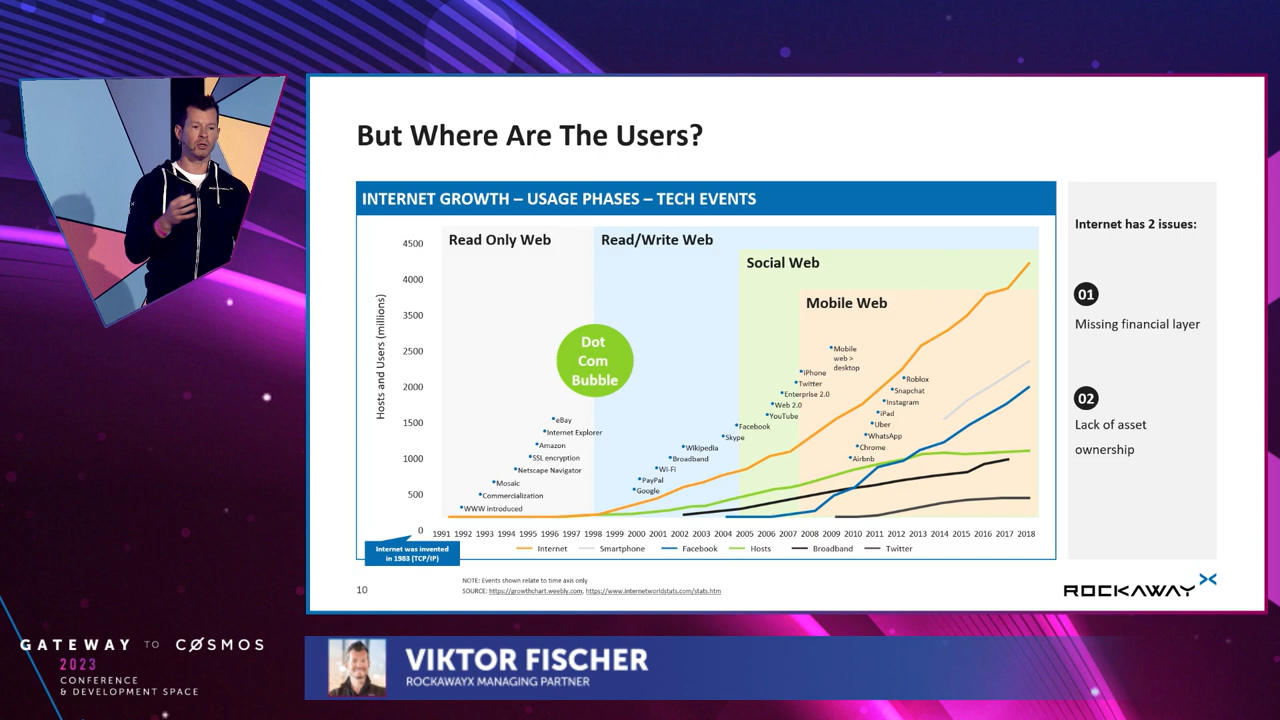 But Where Are The Users?
INTERNET GROWTH – USAGE PHASES – TECH EVENTS
Read Only Web
Read/Write Web
Social Web
Mobile Web
Hosts and Users (millions)
4500
4000
3500
2500
2000
1500
1000
500
0
Dot
Com
Bubble
eBay
Internet Explorer
Amazon
SSL encryption
Netscape Navigator
Mosaic
Commercialization
WWW introduced
Wikipedia
Broadband
Wi-Fi
PayPal
Google
Mobile
web >
desktop
iPhone
Twitter
Enterprise 2.0
Web 2.0
YouTube
Facebook
Skype
Roblox
Snapchat
Instagram
iPad
Uber
WhatsApp
Chrome
Airbnb
1991 1992 1993 1994 1995 1996 1997 1998 1999 2000 2001 2002 2003 2004 2005 2006 2007 2008 2009 2010 2011 2012 2013 2014 2015 2016 2017 2018
Internet Smartphone Facebook Hosts Broadband Twitter
Internet was invented
in 1983 (TCP/IP)
Internet has 2 issues:
01
Missing financial layer
02
Lack of asset
ownership
10
NOTE: Events shown relate to time axis only
SOURCE: https://growthchart.weebly.com, https://www.internetworldstats.com/stats.htm
ROCKAWAY X
GATEWAY TO COSMOS
2023
CONFERENCE
& DEVELOPMENT SPACE
VIKTOR FISCHER
ROCKAWAYX MANAGING PARTNER